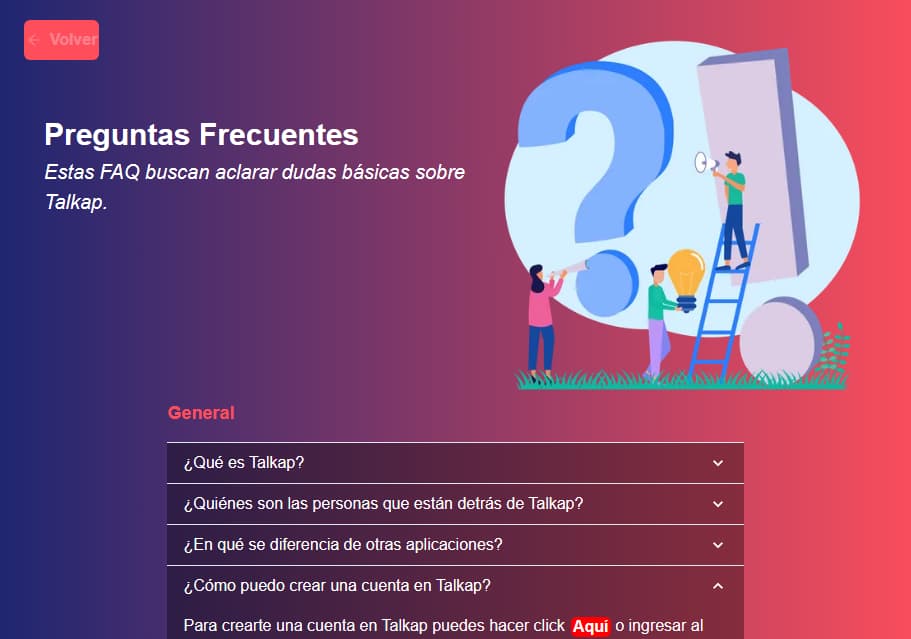 Volver
Preguntas Frecuentes
Estas FAQ buscan aclarar dudas básicas sobre
Talkap.
General
¿Qué es Talkap?
¿Quiénes son las personas que están detrás de Talkap?
¿En qué se diferencia de otras aplicaciones?
¿Cómo puedo crear una cuenta en Talkap?
Para crearte una cuenta en Talkap puedes hacer click Aquí o ingresar al